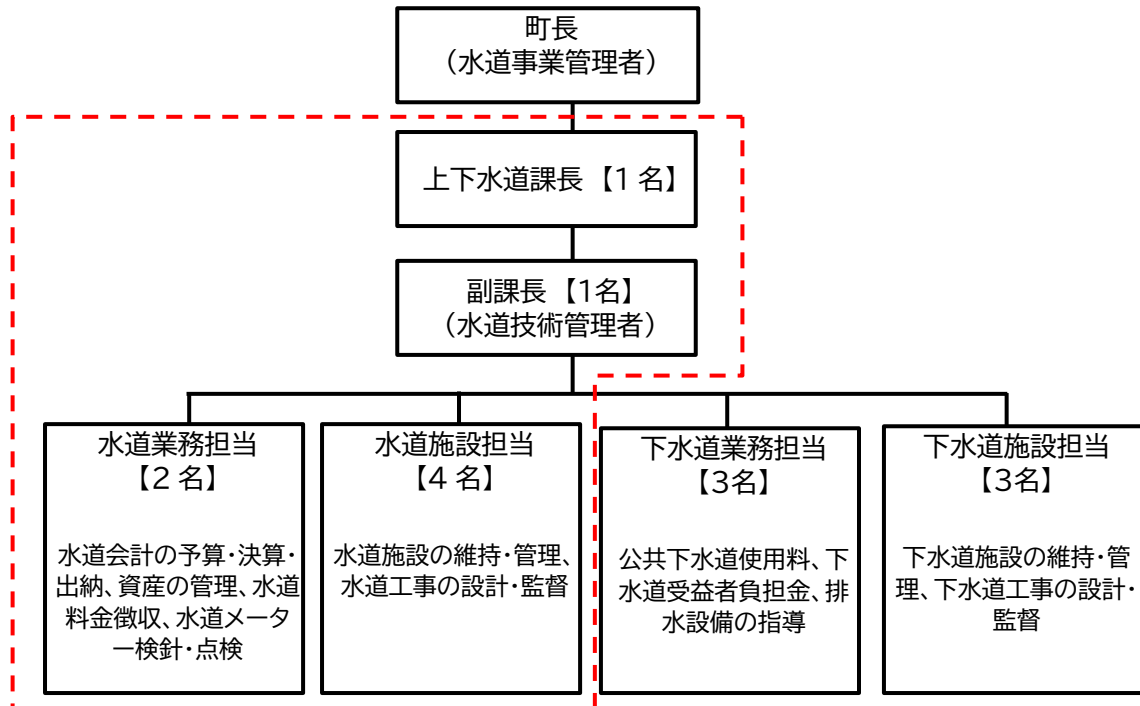 町長
（水道事業管理者）
上下水道課長 【1 名】
副課長 【1名】
（水道技術管理者）
水道業務担当
【2 名】
水道会計の予算・決算・
出納、資産の管理、水道
料金徴収、水道メータ
ー検針・点検
水道施設担当
【4 名】
水道施設の維持・管理、
水道工事の設計・監督
下水道業務担当
【3名】
公共下水道使用料、下
水道受益者負担金、排
水設備の指導
下水道施設担当
【3名】
下水道施設の維持・管
理、下水道工事の設計・
監督